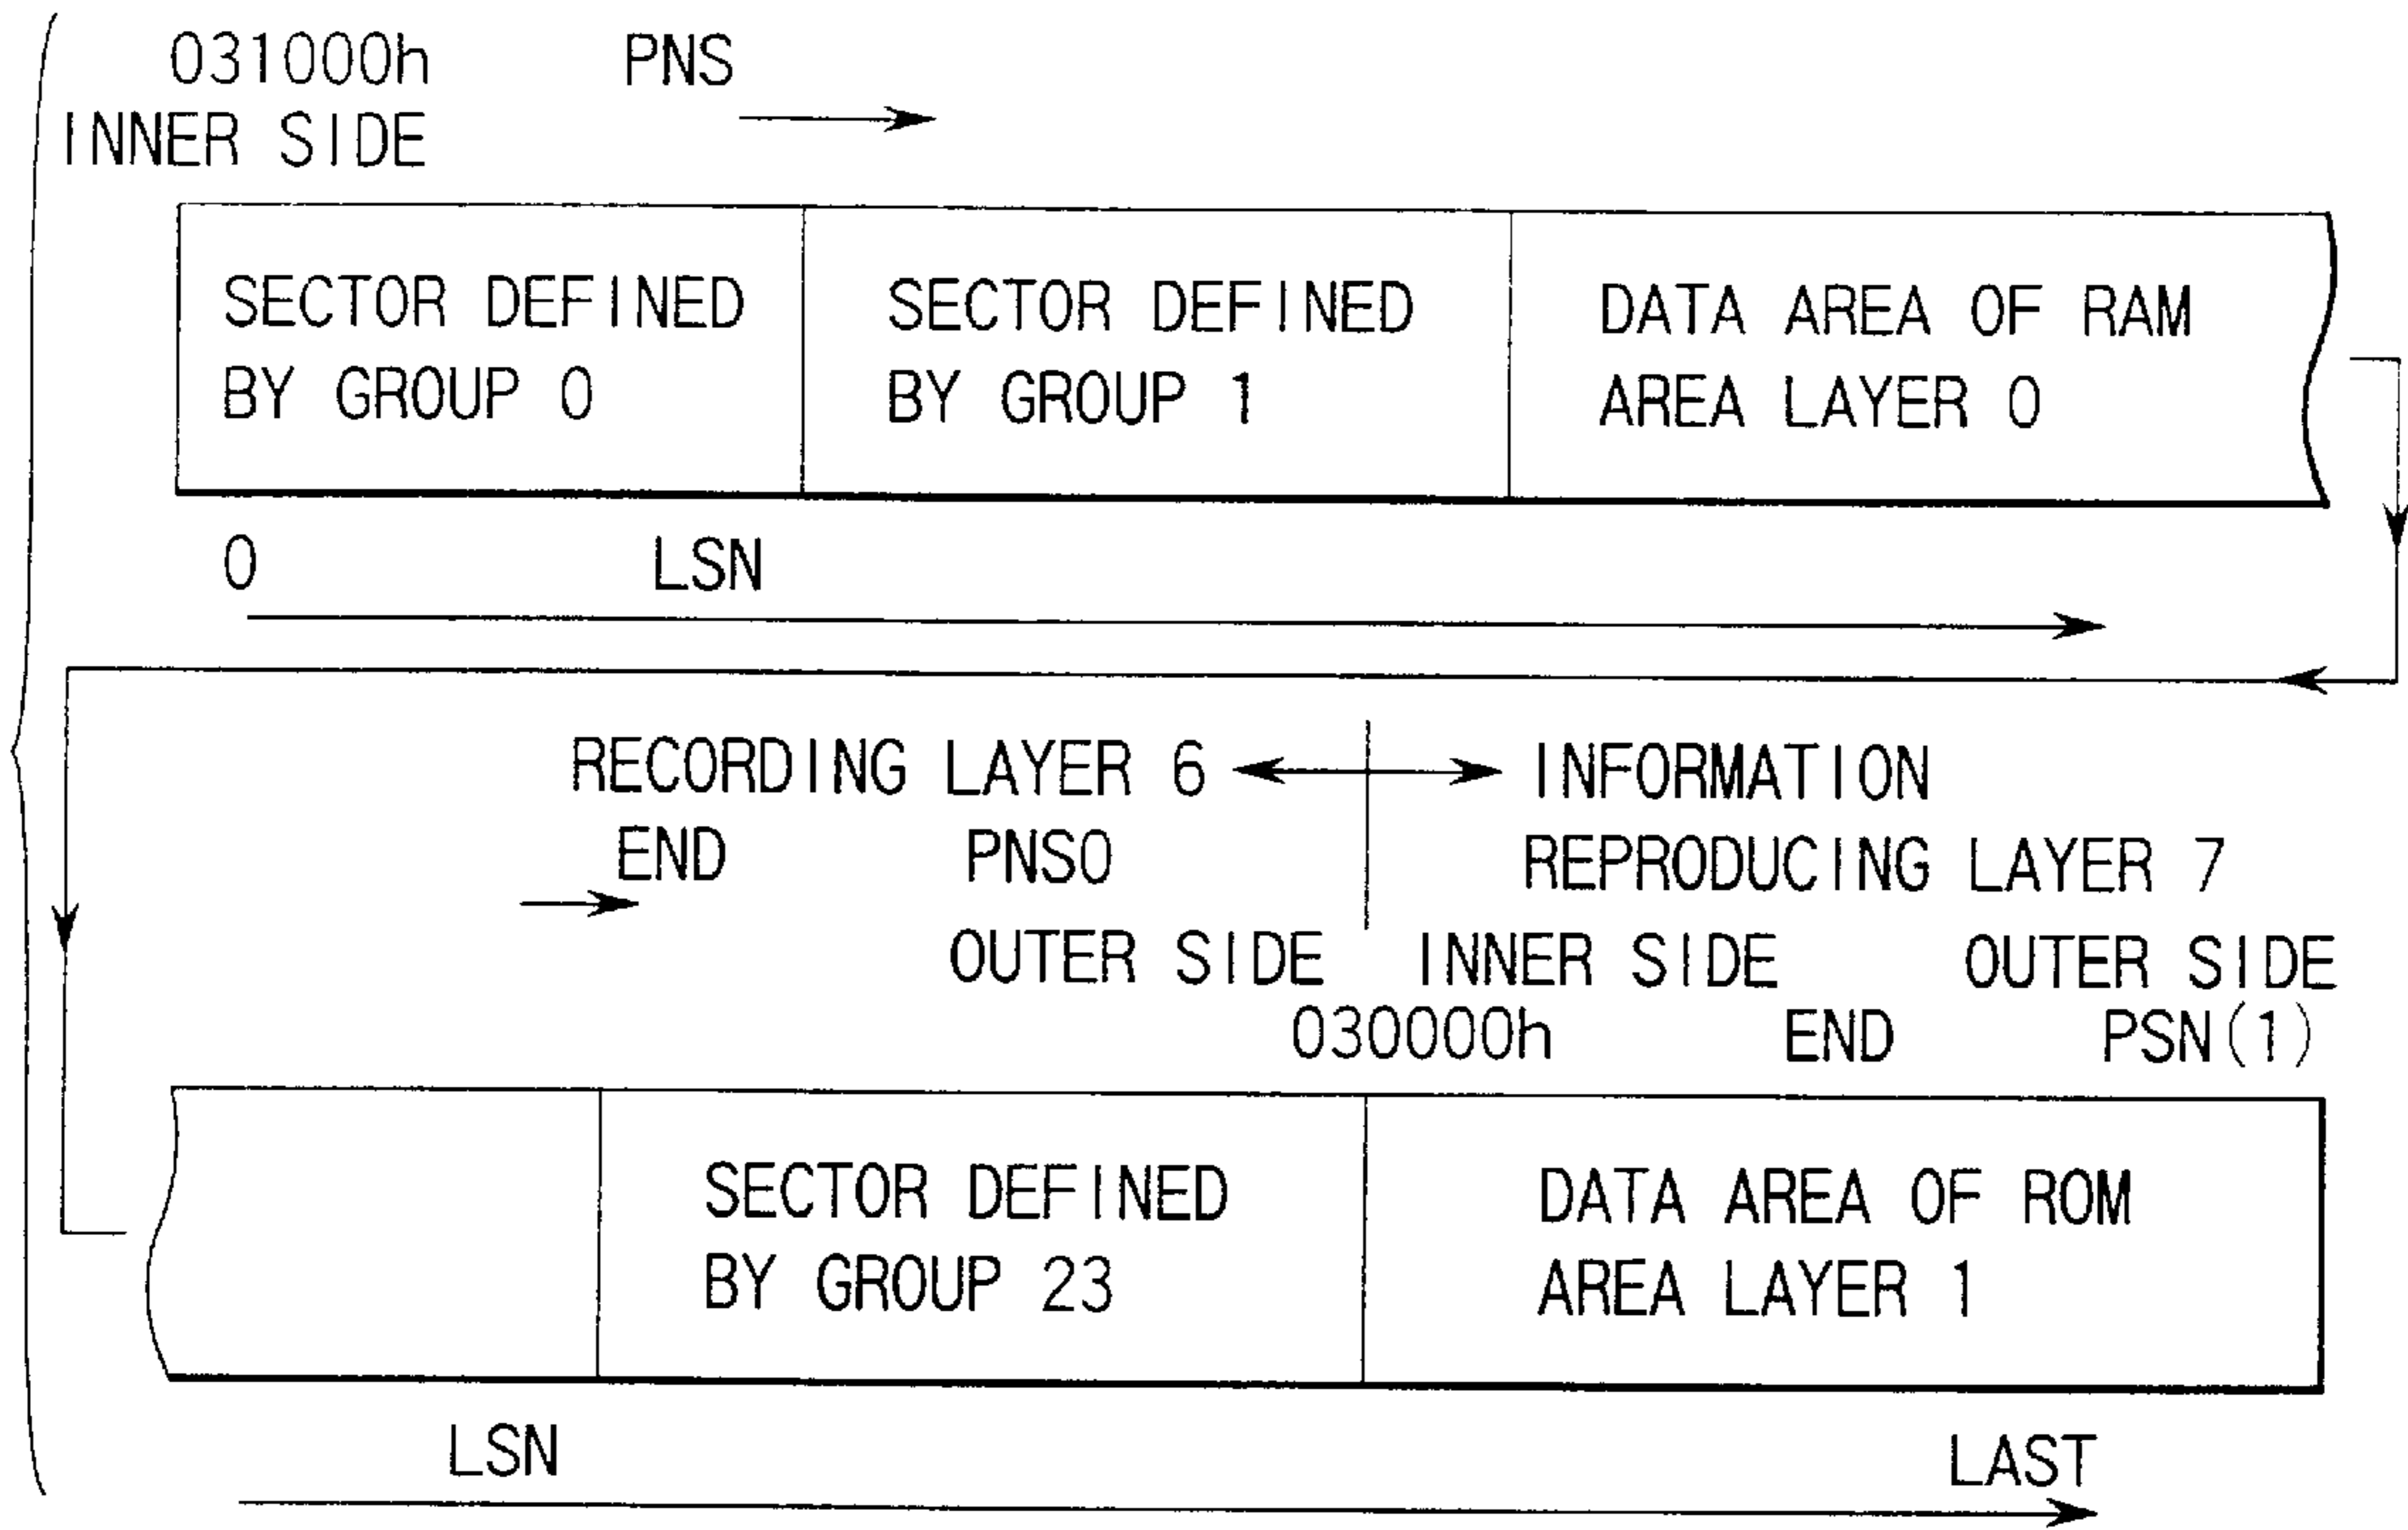 031000h PNS
INNER SIDE
SECTOR DEFINED
BY GROUP 0
SECTOR DEFINED
BY GROUP 1
DATA AREA OF RAM
AREA LAYER 0
0 LSN
RECORDING LAYER 6
INFORMATION
REPRODUCING LAYER 7
END PNS0
OUTER SIDE INNER SIDE OUTER SIDE
030000h END PSN(1)
SECTOR DEFINED
BY GROUP 23
DATA AREA OF ROM
AREA LAYER 1
LSN LAST